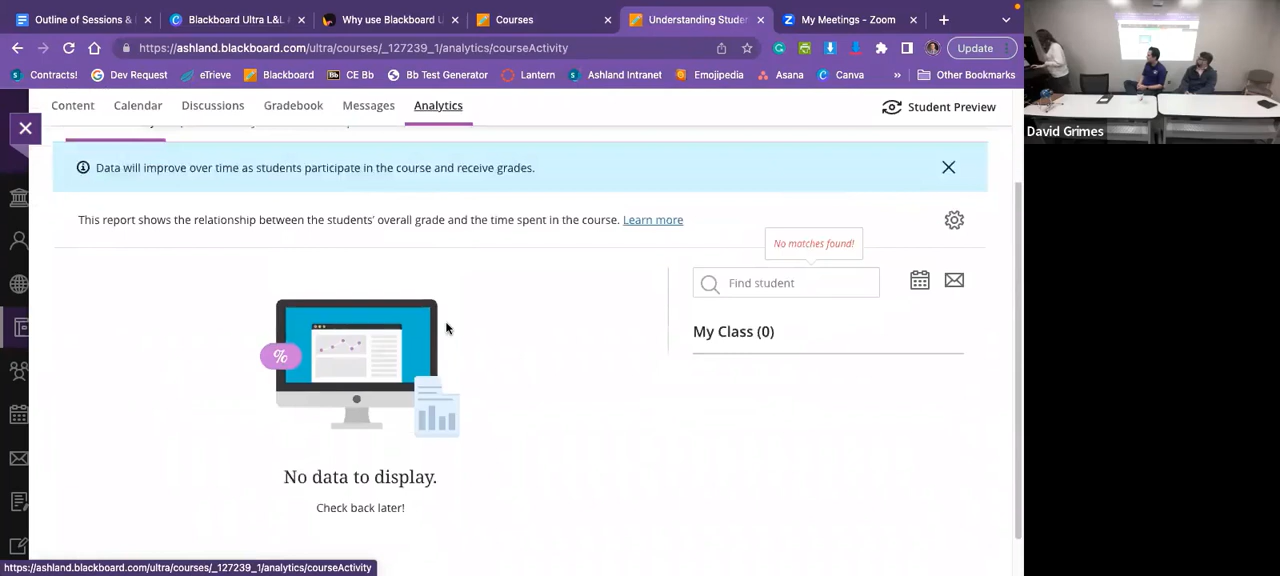 Outline of Sessions &
Blackboard Ultra L&L
Why use Blackboard U
Courses
Understanding Studen
My Meetings - Zoom
https://ashland.blackboard.com/ultra/courses/_127239_1/analytics/courseActivity
Update
Contracts!
Dev Request
eTrieve
Blackboard
CE Bb
Bb Test Generator
Lantern
Ashland Intranet
Emojipedia
Asana
Canva
»
Other Bookmarks
Content
Calendar
Discussions
Gradebook
Messages
Analytics
Student Preview
Data will improve over time as students participate in the course and receive grades.
This report shows the relationship between the students' overall grade and the time spent in the course. Learn more
No matches found!
Find student
My Class (0)
%
No data to display.
Check back later!
https://ashland.blackboard.com/ultra/courses/_127239_1/analytics/courseActivity
David Grimes